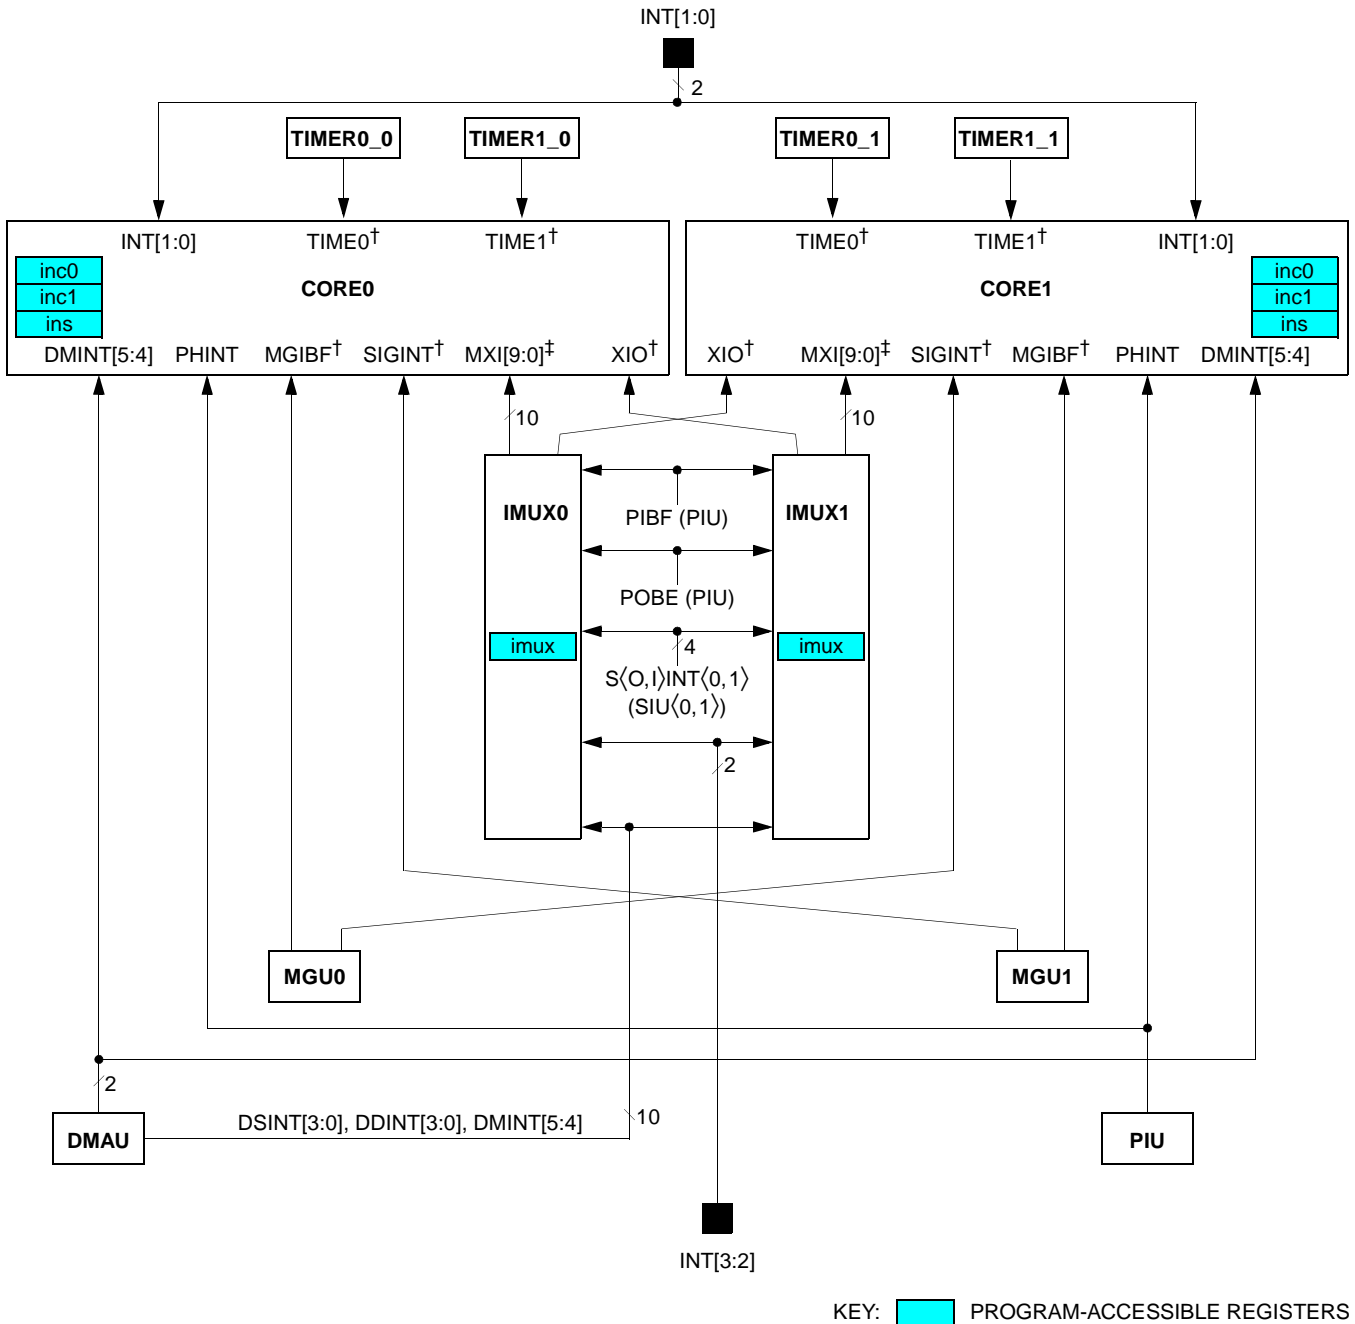 INT[1:0]
2
TIMER0_0
TIMER1_0
TIMER0_1
TIMER1_1
INT[1:0]
TIME0†
TIME1†
TIME0†
TIME1†
INT[1:0]
inc0
inc1
ins
CORE0
CORE1
inc0
inc1
ins
DMINT[5:4]
PHINT
MGIBF†
SIGINT†
MXI[9:0]‡
XIO†
XIO†
MXI[9:0]‡
SIGINT†
MGIBF†
PHINT
DMINT[5:4]
10
10
IMUX0
IMUX1
PIBF (PIU)
POBE (PIU)
imux
imux
4
S⟨O,I⟩INT⟨0,1⟩
(SIU⟨0,1⟩)
2
MGU0
MGU1
2
DMAU
DSINT[3:0], DDINT[3:0], DMINT[5:4]
10
PIU
INT[3:2]
KEY:
PROGRAM-ACCESSIBLE REGISTERS